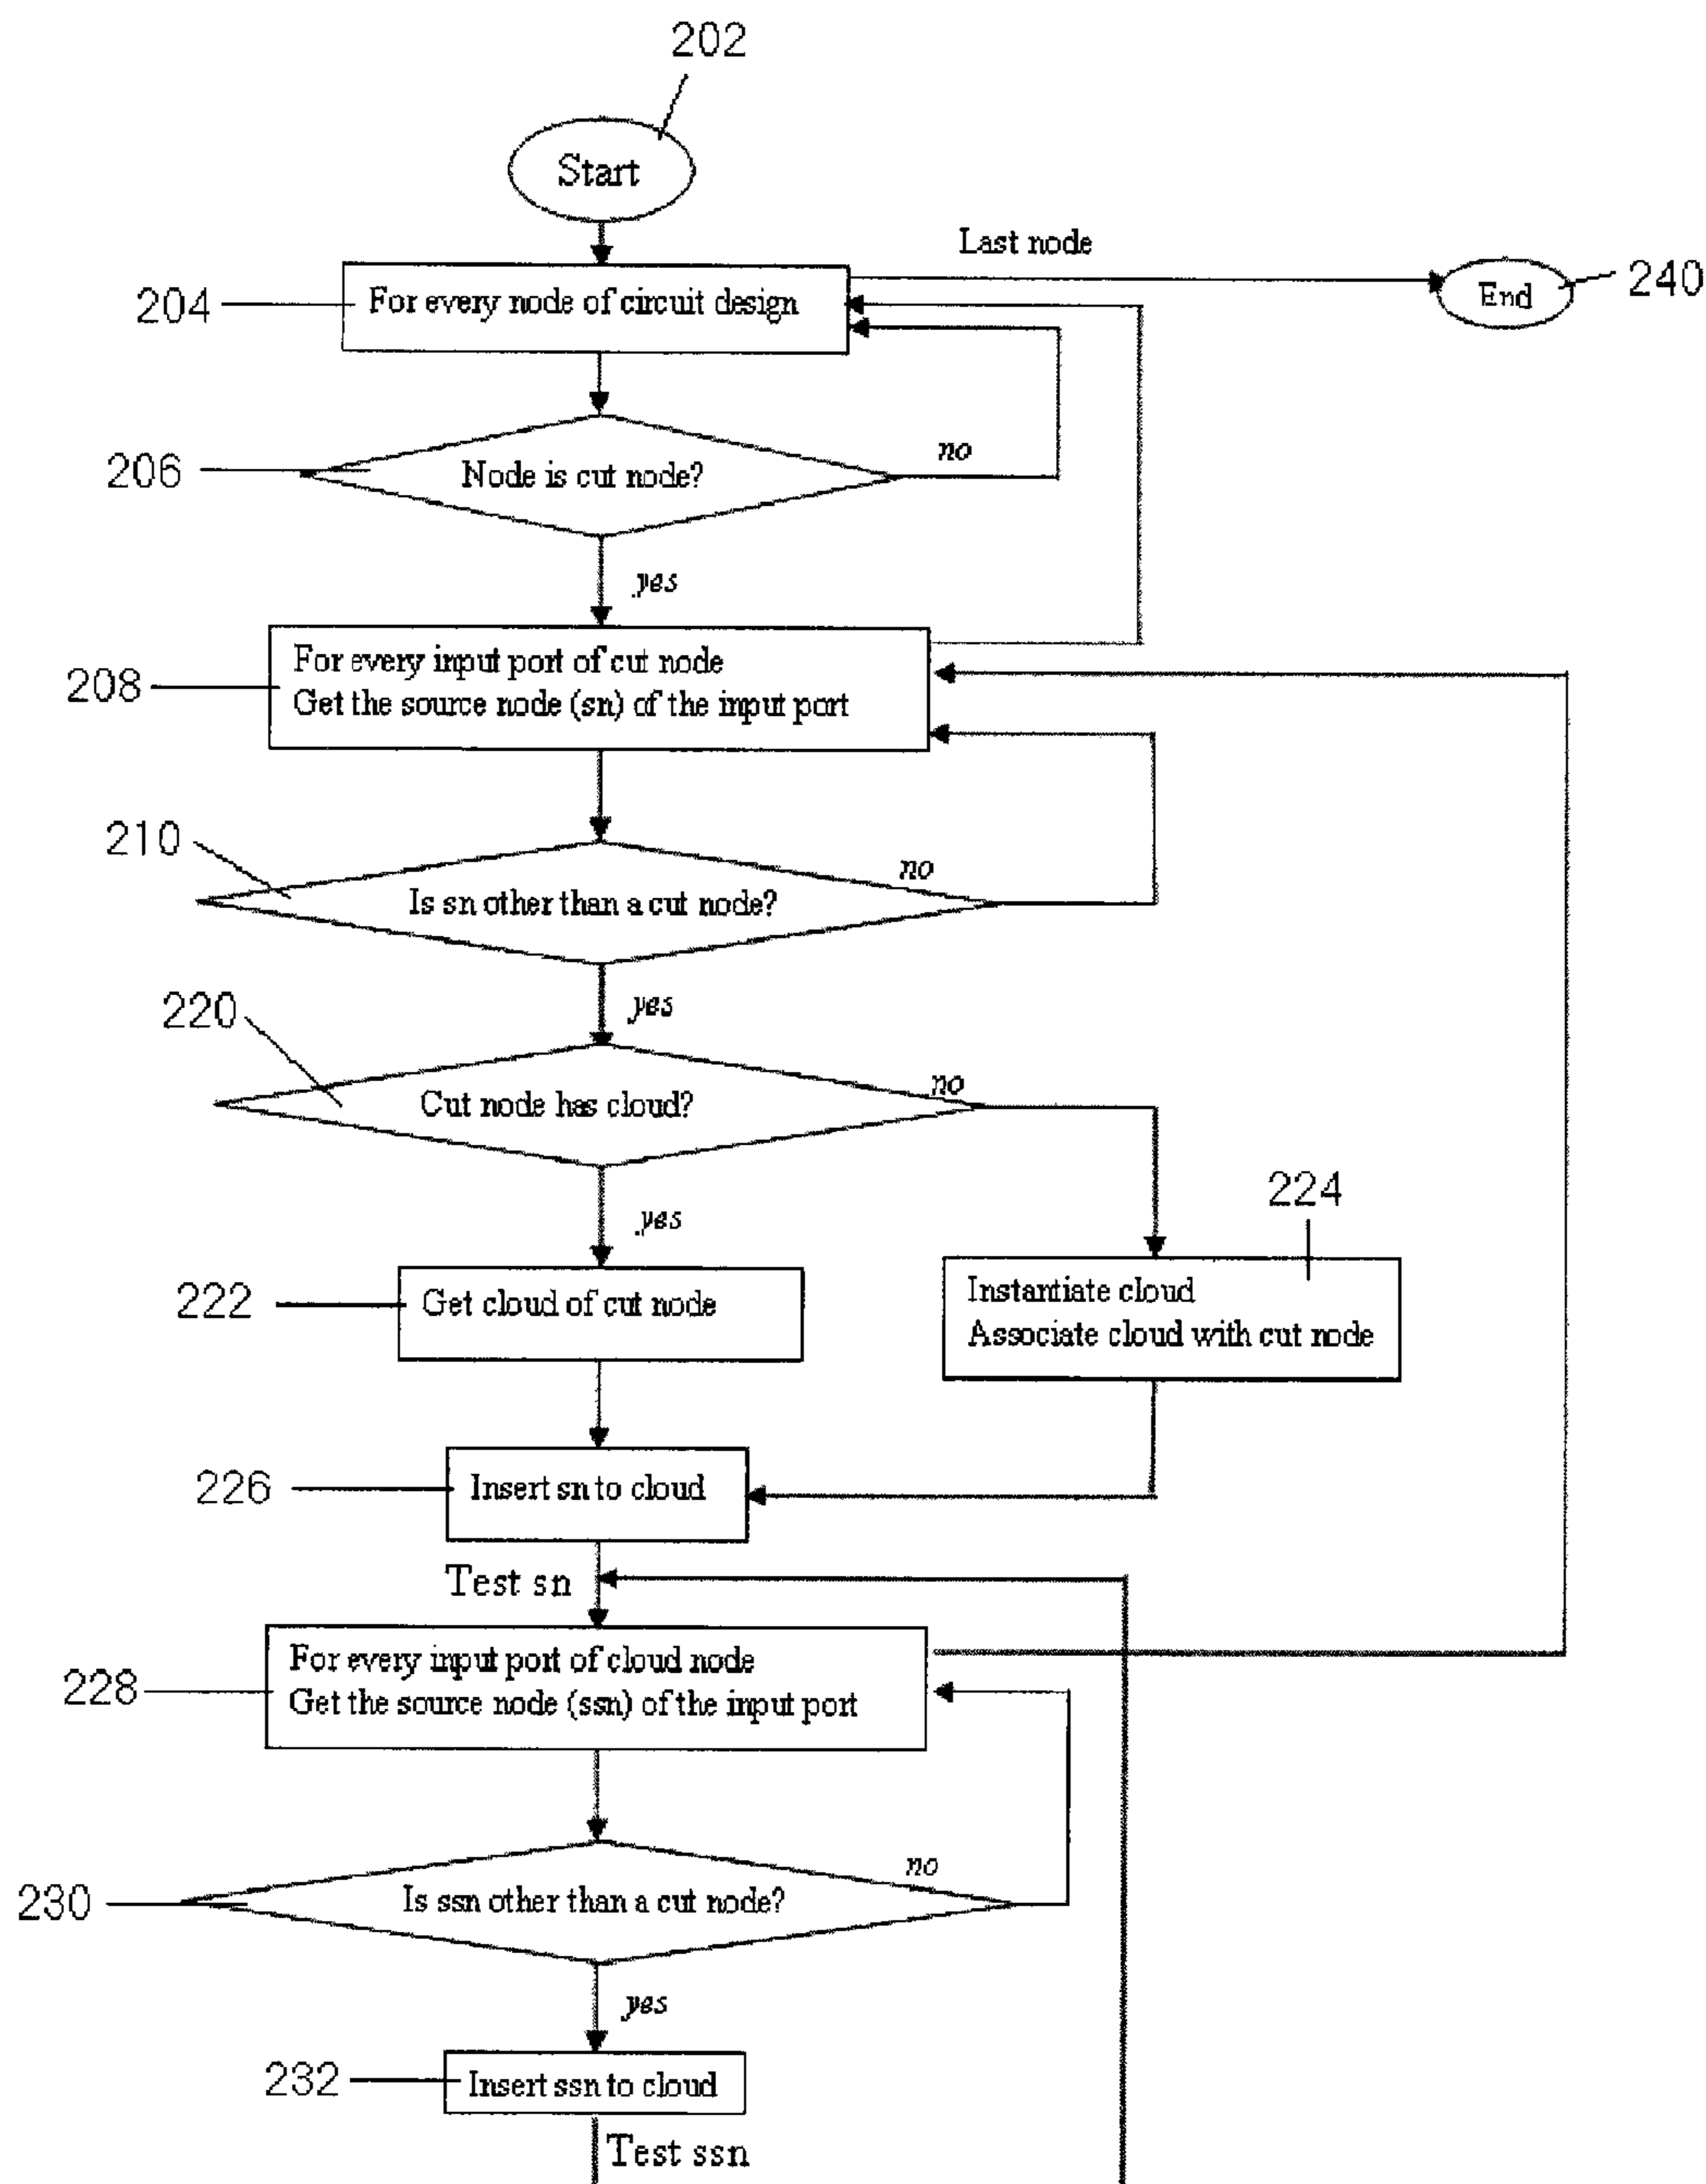 202
Start
Last node
204
For every node of circuit design
End
240
206
Node is cut node?
no
yes
208
For every input port of cut node
Get the source node (sn) of the input port
210
no
Is sn other than a cut node?
yes
220
no
Cut node has cloud?
yes
224
222
Get cloud of cut node
Instantiate cloud
Associate cloud with cut node
226
Insert sn to cloud
Test sn
228
For every input port of cloud node
Get the source node (ssn) of the input port
230
no
Is ssn other than a cut node?
yes
232
Insert ssn to cloud
Test ssn